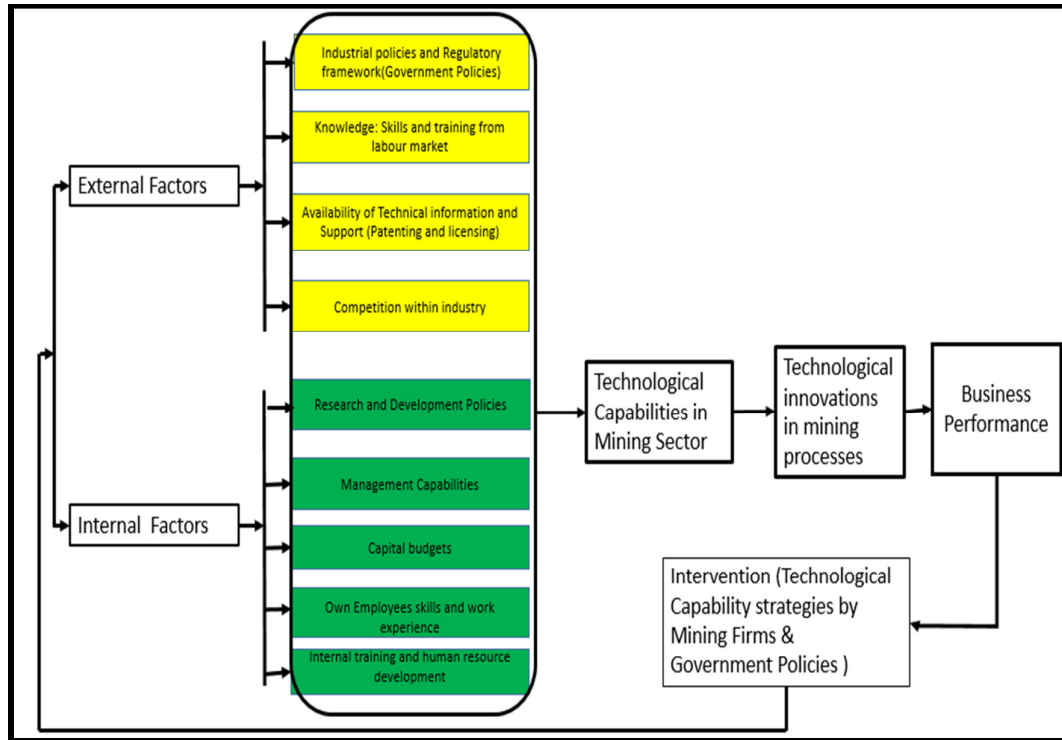 Industrial policies and Regulatory
framework(Government Policies)
Knowledge: Skills and training from
labour market
External Factors
Availability of Technical information and
Support (Patenting and licensing)
Competition within industry
Research and Development Policies
Management Capabilities
Internal Factors
Capital budgets
Own Employees skills and work
experience
Internal training and human resource
development
Technological
Capabilities in
Mining Sector
Technological
innovations
in mining
processes
Business
Performance
Intervention (Technological
Capability strategies by
Mining Firms &
Government Policies )